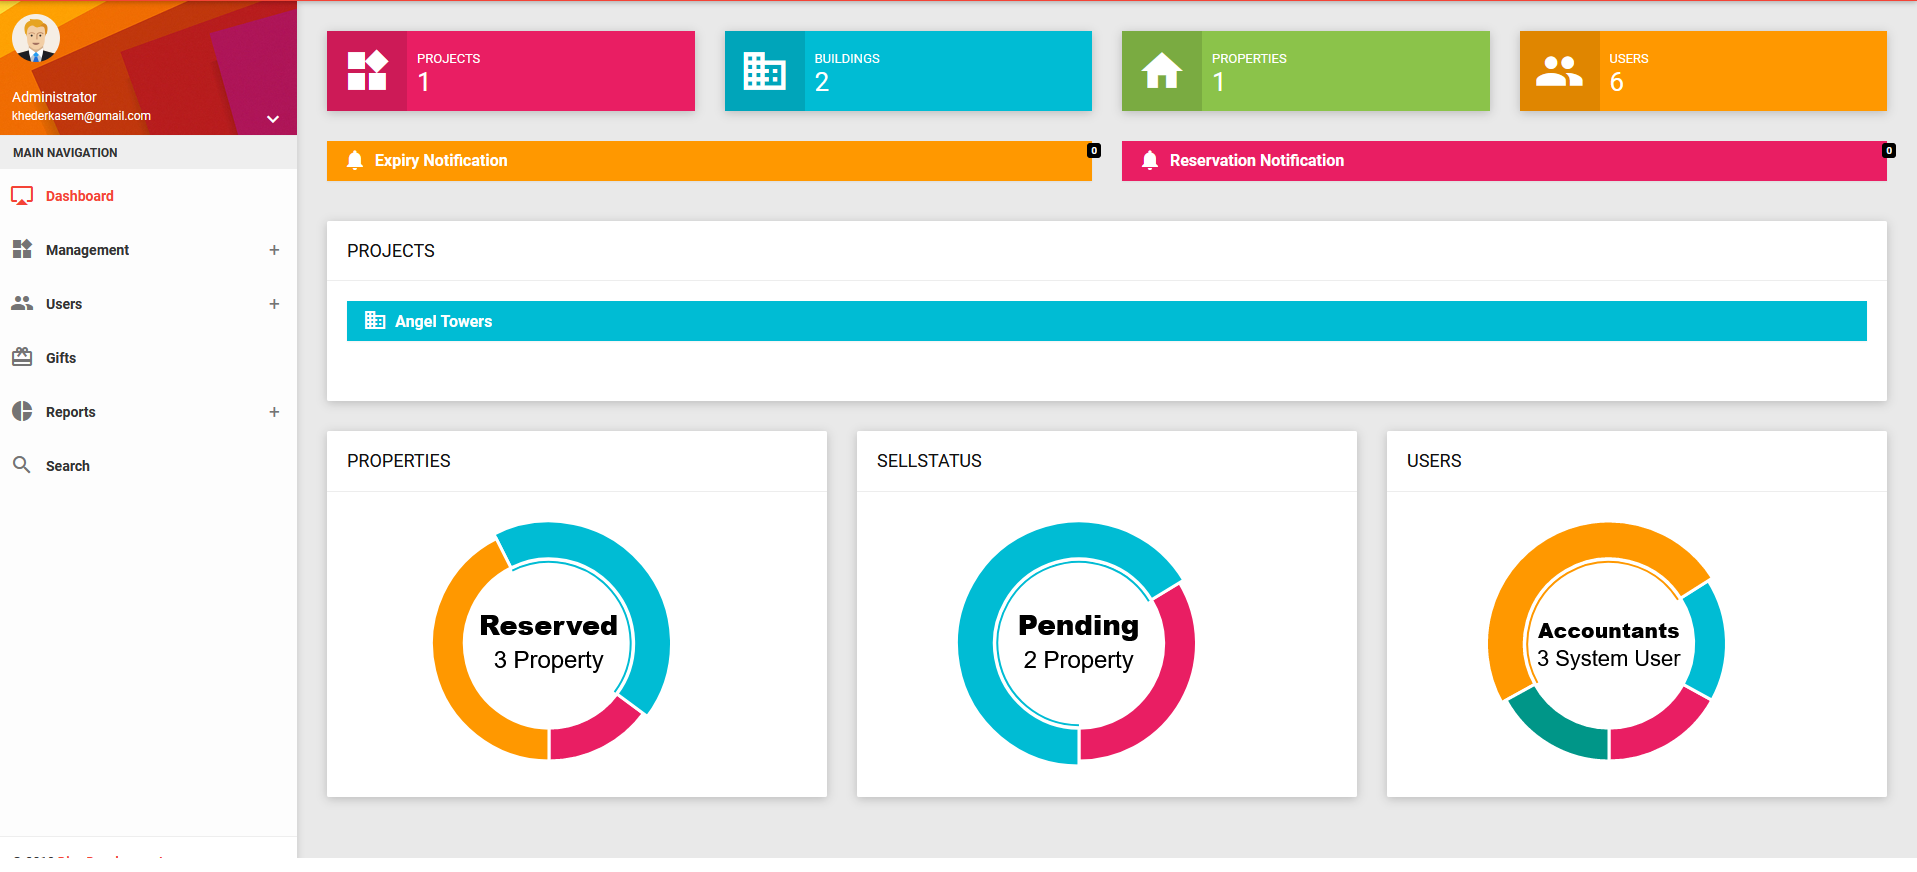 Administrator
khederkasem@gmail.com
MAIN NAVIGATION
Dashboard
Management +
Users +
Gifts
Reports +
Search
PROJECTS
1
BUILDINGS
2
PROPERTIES
1
USERS
6
Expiry Notification 0
Reservation Notification 0
PROJECTS
Angel Towers
PROPERTIES
Reserved
3 Property
SELLSTATUS
Pending
2 Property
USERS
Accountants
3 System User